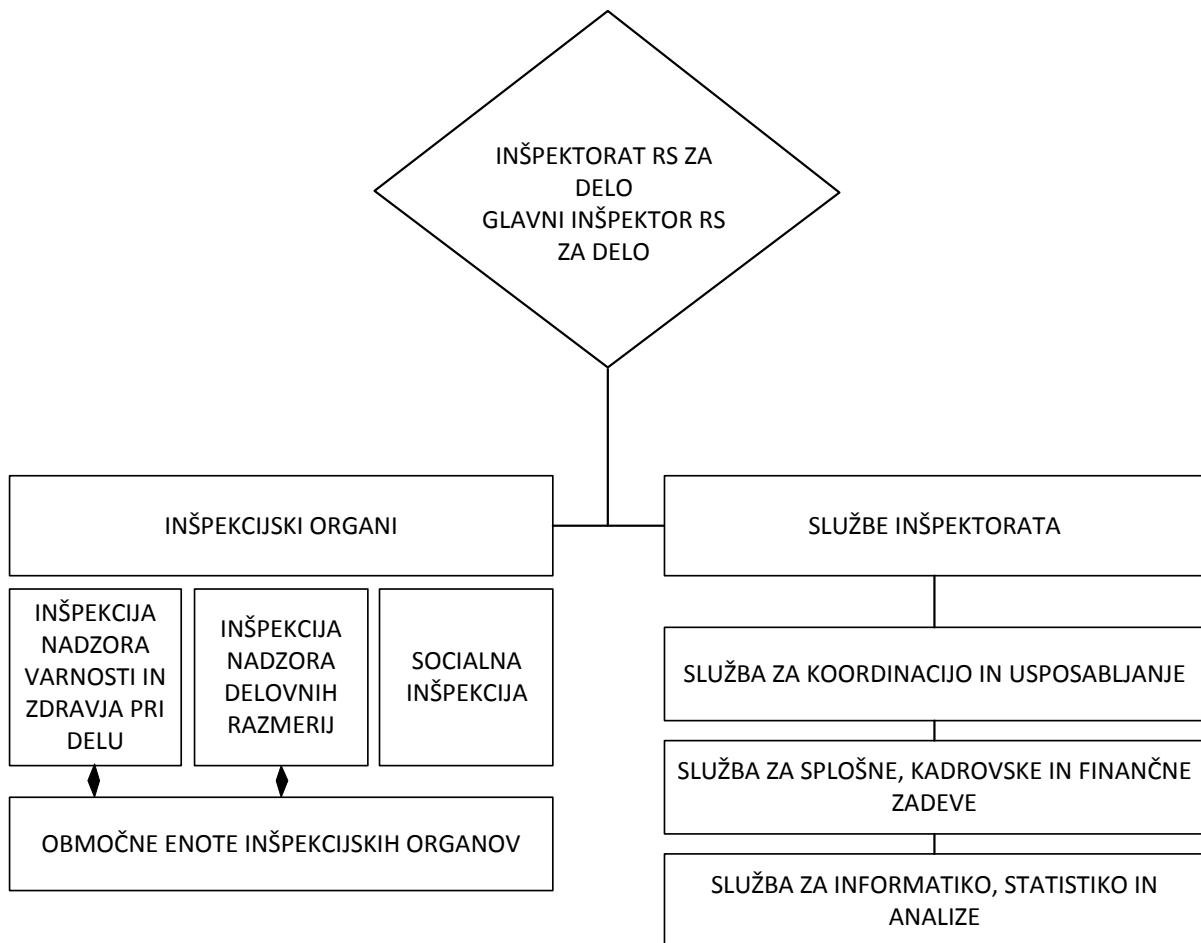 INŠPEKTORAT RS ZA
DELO
GLAVNI INŠPEKTOR RS
ZA DELO
INŠPEKCIJSKI ORGANI
SLUŽBE INŠPEKTORATA
INŠPEKCIJA
NADZORA
VARNOSTI IN
ZDRAVJA PRI
DELU
INŠPEKCIJA
NADZORA
DELOVNIH
RAZMERIJ
SOCIALNA
INŠPEKCIJA
OBMOČNE ENOTE INŠPEKCIJSKIH ORGANOV
SLUŽBA ZA KOORDINACIJO IN USPOSABLJANJE
SLUŽBA ZA SPLOŠNE, KADROVSKE IN FINANČNE
ZADEVE
SLUŽBA ZA INFORMATIKO, STATISTIKO IN
ANALIZE